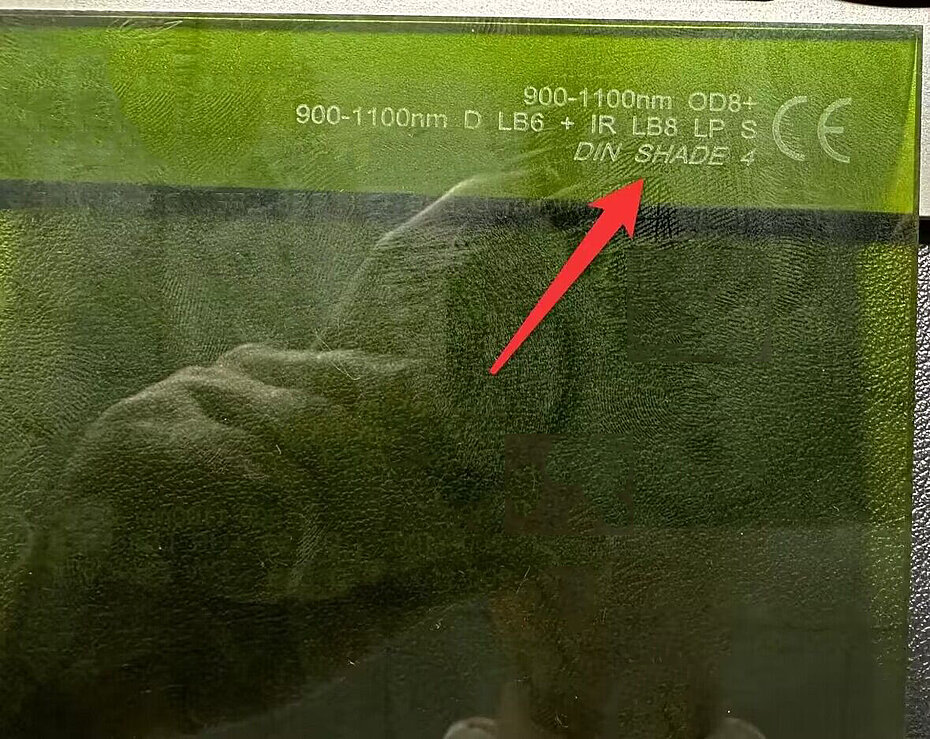 900-1100nm OD8+
900-1100nm D LB6 + IR LB8 LP S
DIN SHADE 4
CE